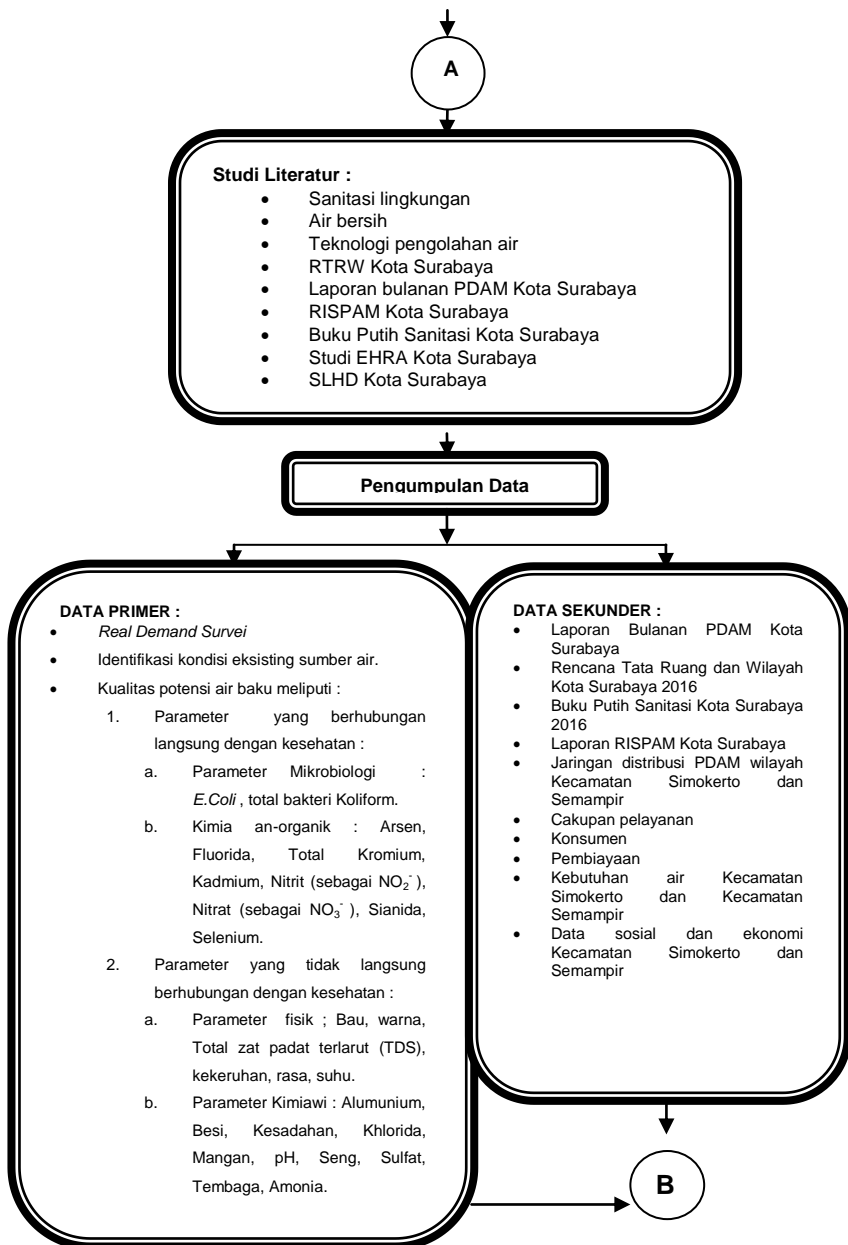 A
Studi Literatur :
• Sanitasi lingkungan
• Air bersih
• Teknologi pengolahan air
• RTRW Kota Surabaya
• Laporan bulanan PDAM Kota Surabaya
• RISPAM Kota Surabaya
• Buku Putih Sanitasi Kota Surabaya
• Studi EHRA Kota Surabaya
• SLHD Kota Surabaya
Pengumpulan Data
DATA PRIMER :
• Real Demand Survei
• Identifikasi kondisi eksisting sumber air.
• Kualitas potensi air baku meliputi :
1. Parameter yang berhubungan
langsung dengan kesehatan :
a. Parameter Mikrobiologi :
E.Coli , total bakteri Koliform.
b. Kimia an-organik : Arsen,
Fluorida, Total Kromium,
Kadmium, Nitrit (sebagai NO₂⁻ ),
Nitrat (sebagai NO₃⁻ ), Sianida,
Selenium.
2. Parameter yang tidak langsung
berhubungan dengan kesehatan :
a. Parameter fisik ; Bau, warna,
Total zat padat terlarut (TDS),
kekeruhan, rasa, suhu.
b. Parameter Kimiawi : Alumunium,
Besi, Kesadahan, Khlorida,
Mangan, pH, Seng, Sulfat,
Tembaga, Amonia.
DATA SEKUNDER :
• Laporan Bulanan PDAM Kota
Surabaya
• Rencana Tata Ruang dan Wilayah
Kota Surabaya 2016
• Buku Putih Sanitasi Kota Surabaya
2016
• Laporan RISPAM Kota Surabaya
• Jaringan distribusi PDAM wilayah
Kecamatan Simokerto dan
Semampir
• Cakupan pelayanan
• Konsumen
• Pembiayaan
• Kebutuhan air Kecamatan
Simokerto dan Kecamatan
Semampir
• Data sosial dan ekonomi
Kecamatan Simokerto dan
Semampir
B